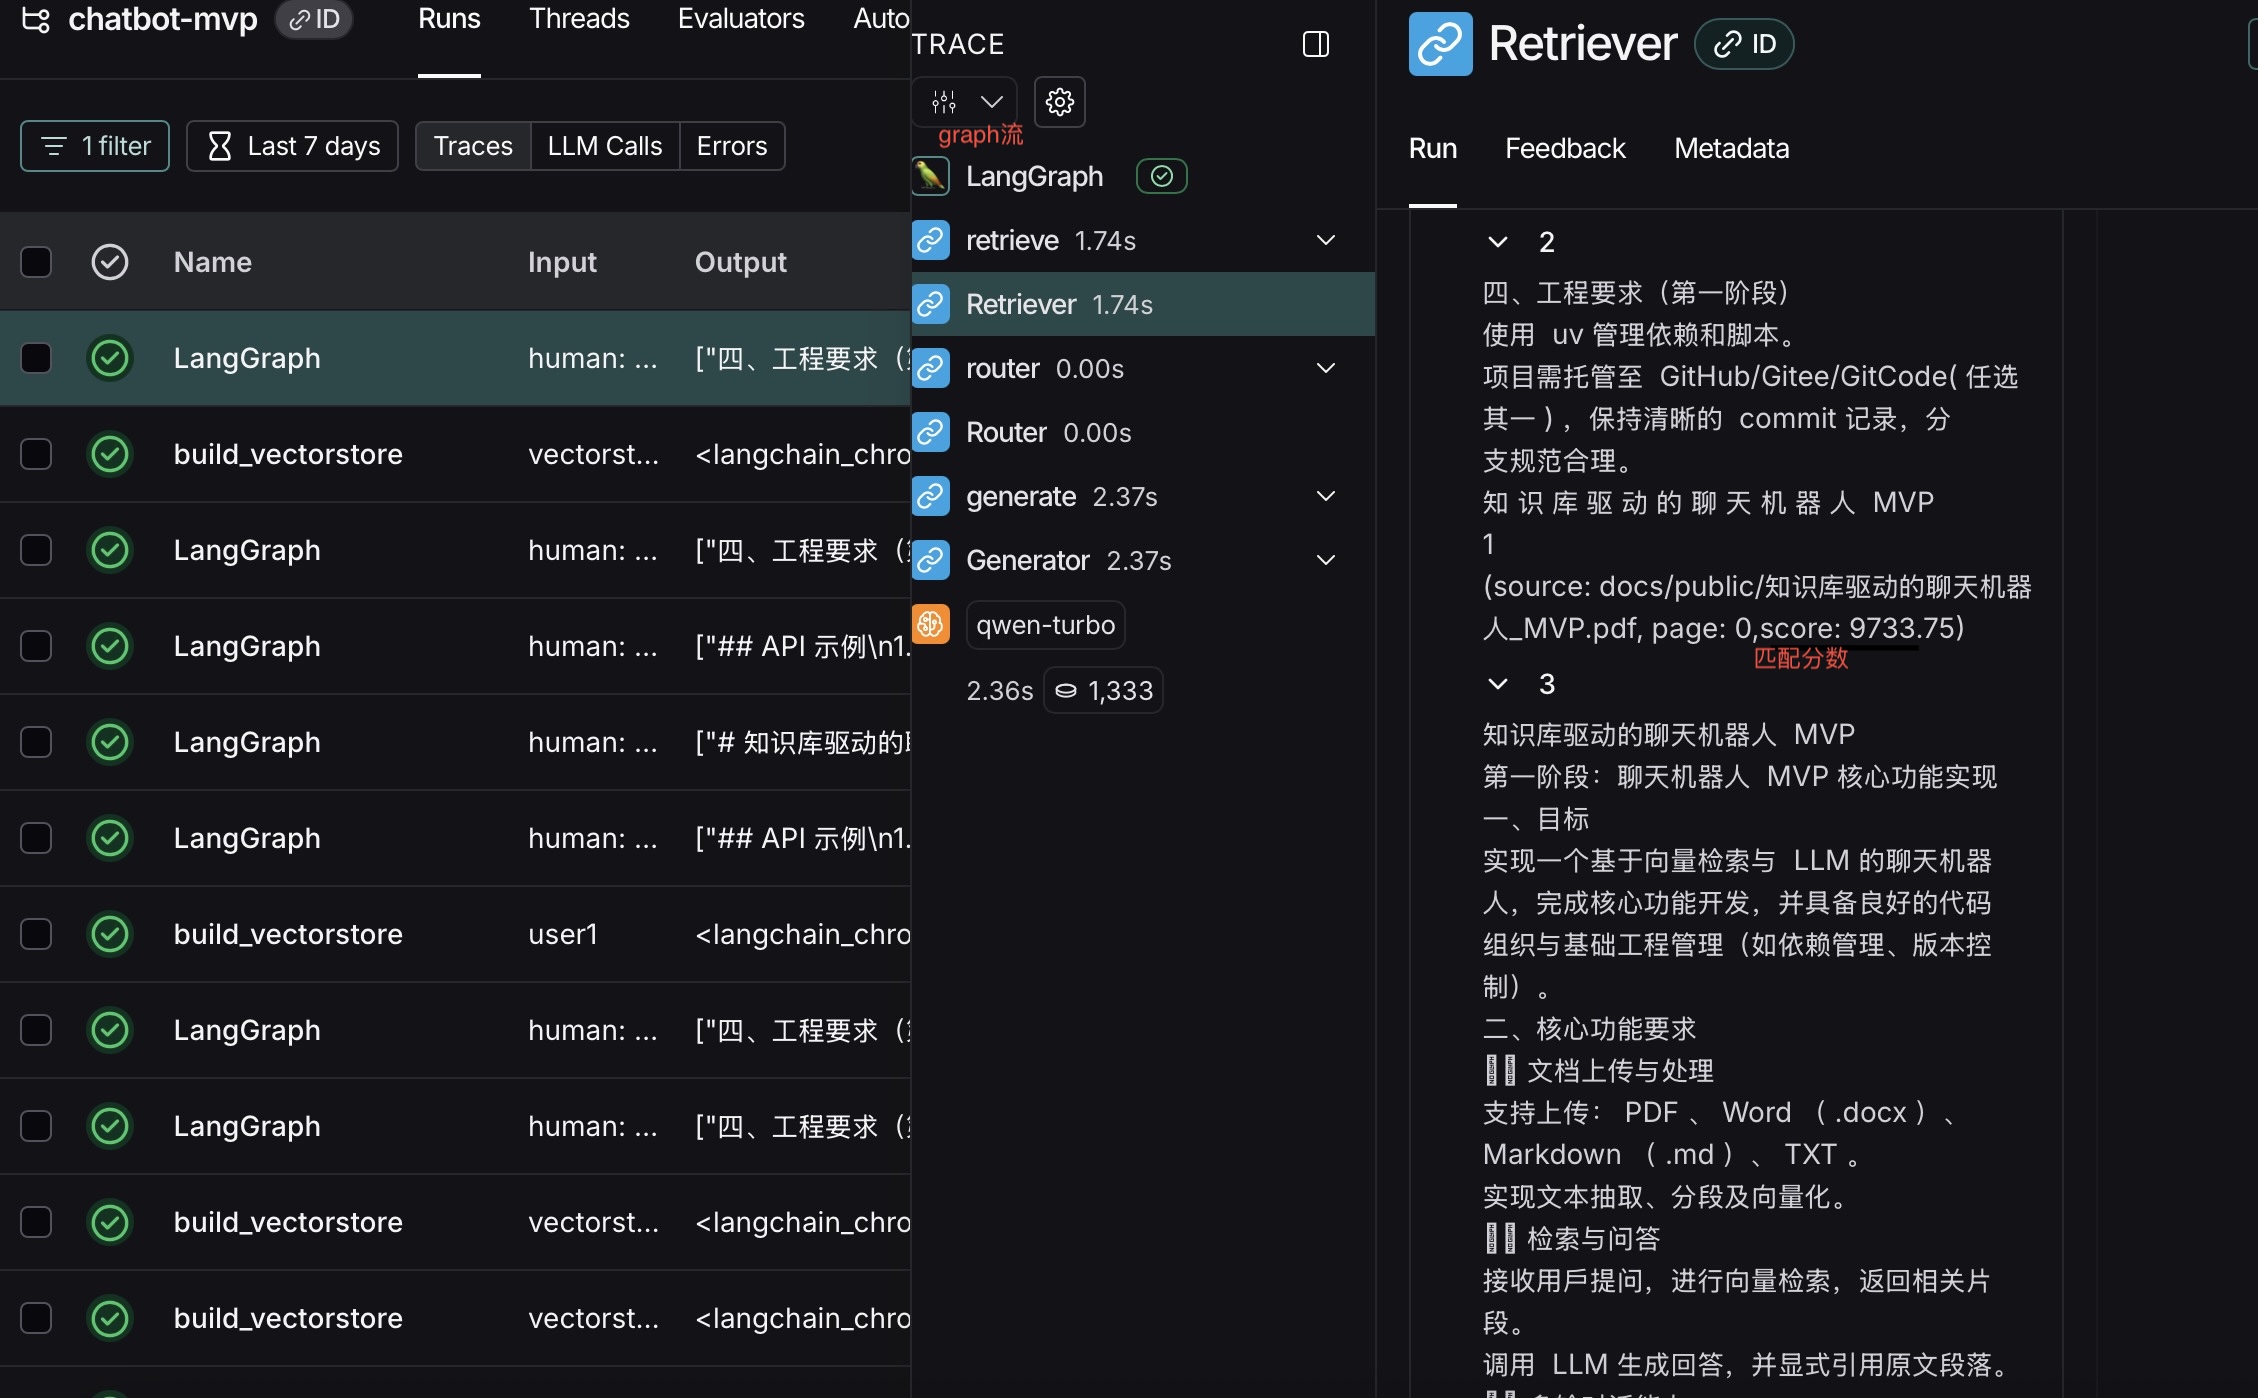 chatbot-mvp
ID
Runs
Threads
Evaluators
Auto
1 filter
Last 7 days
Traces
LLM Calls
Errors
Name
Input
Output
LangGraph
human: ...
["四、工程要求（
build_vectorstore
vectorst...
<langchain_chro
LangGraph
human: ...
["四、工程要求（
LangGraph
human: ...
["## API 示例\n1.
LangGraph
human: ...
["# 知识库驱动的
LangGraph
human: ...
["## API 示例\n1.
build_vectorstore
user1
<langchain_chro
LangGraph
human: ...
["四、工程要求（
LangGraph
human: ...
["四、工程要求（
build_vectorstore
vectorst...
<langchain_chro
build_vectorstore
vectorst...
<langchain_chro
TRACE
graph流
LangGraph
retrieve 1.74s
Retriever 1.74s
router 0.00s
Router 0.00s
generate 2.37s
Generator 2.37s
qwen-turbo
2.36s
1,333
Retriever
ID
Run
Feedback
Metadata
2
四、工程要求（第一阶段）
使用 uv 管理依赖和脚本。
项目需托管至 GitHub/Gitee/GitCode( 任选
其一 )，保持清晰的 commit 记录，分
支规范合理。
知 识 库 驱 动 的 聊 天 机 器 人 MVP
1
(source: docs/public/知识库驱动的聊天机器
人_MVP.pdf, page: 0,score: 9733.75)
匹配分数
3
知识库驱动的聊天机器人 MVP
第一阶段：聊天机器人 MVP 核心功能实现
一、目标
实现一个基于向量检索与 LLM 的聊天机器
人，完成核心功能开发，并具备良好的代码
组织与基础工程管理（如依赖管理、版本控
制）。
二、核心功能要求
文档上传与处理
支持上传： PDF 、 Word （ .docx ）、
Markdown （ .md ）、 TXT 。
实现文本抽取、分段及向量化。
检索与问答
接收用戶提问，进行向量检索，返回相关片
段。
调用 LLM 生成回答，并显式引用原文段落。